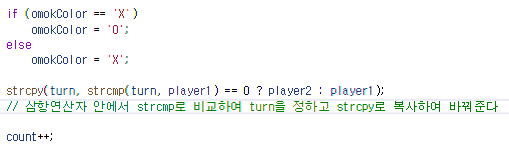 if (omokColor == 'X')
omokColor = 'O';
else
omokColor = 'X';
strcpy(turn, strcmp(turn, player1) == 0 ? player2 : player1);
// 삼항연산자 안에서 strcmp로 비교하여 turn을 정하고 strcpy로 복사하여 바꿔준다
count++;